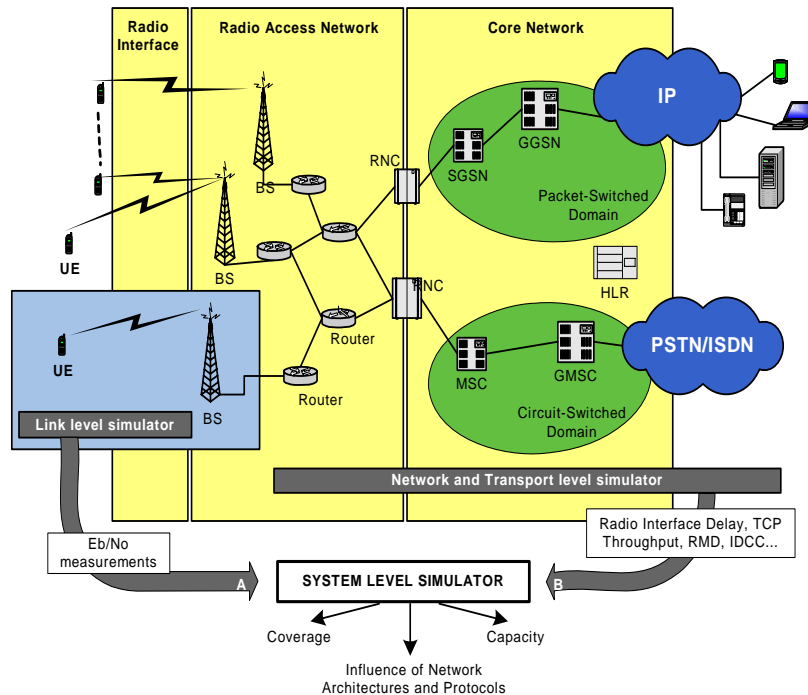 Radio
Interface
Radio Access Network
Core Network
IP
GGSN
RNC
SGSN
BS
Packet-Switched
Domain
UE
BS
RNC
HLR
Router
PSTN/ISDN
UE
MSC
GMSC
Router
BS
Circuit-Switched
Domain
Link level simulator
Network and Transport level simulator
Radio Interface Delay, TCP
Throughput, RMD, IDCC...
Eb/No
measurements
A
SYSTEM LEVEL SIMULATOR
B
Coverage
Capacity
Influence of Network
Architectures and Protocols